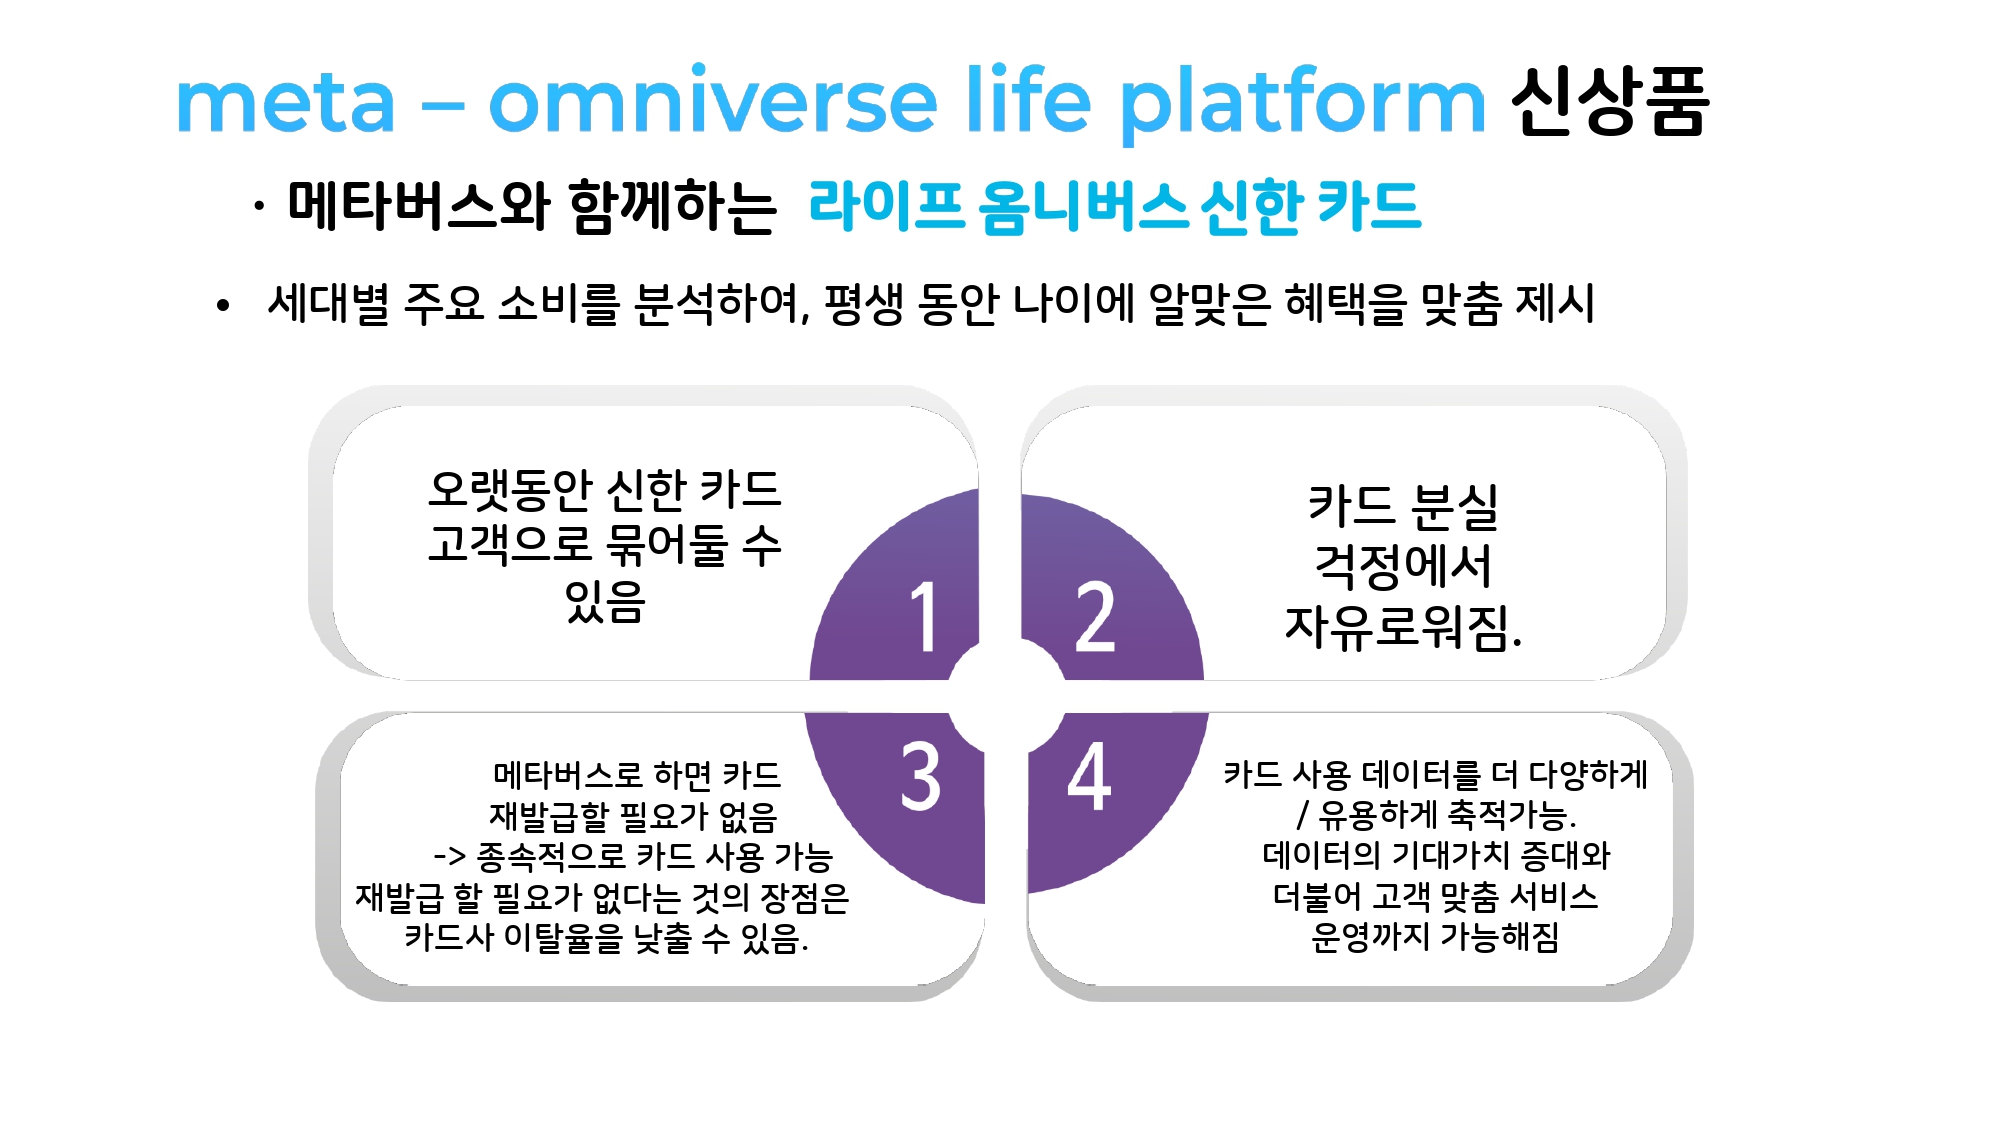 meta – omniverse life platform 신상품
• 메타버스와 함께하는 라이프 옴니버스 신한 카드
• 세대별 주요 소비를 분석하여, 평생 동안 나이에 알맞은 혜택을 맞춤 제시
오랫동안 신한 카드
고객으로 묶어둘 수
있음
1
2
카드 분실
걱정에서
자유로워짐.
메타버스로 하면 카드
재발급할 필요가 없음
-> 종속적으로 카드 사용 가능
재발급 할 필요가 없다는 것의 장점은
카드사 이탈율을 낮출 수 있음.
3
4
카드 사용 데이터를 더 다양하게
/ 유용하게 축적가능.
데이터의 기대가치 증대와
더불어 고객 맞춤 서비스
운영까지 가능해짐